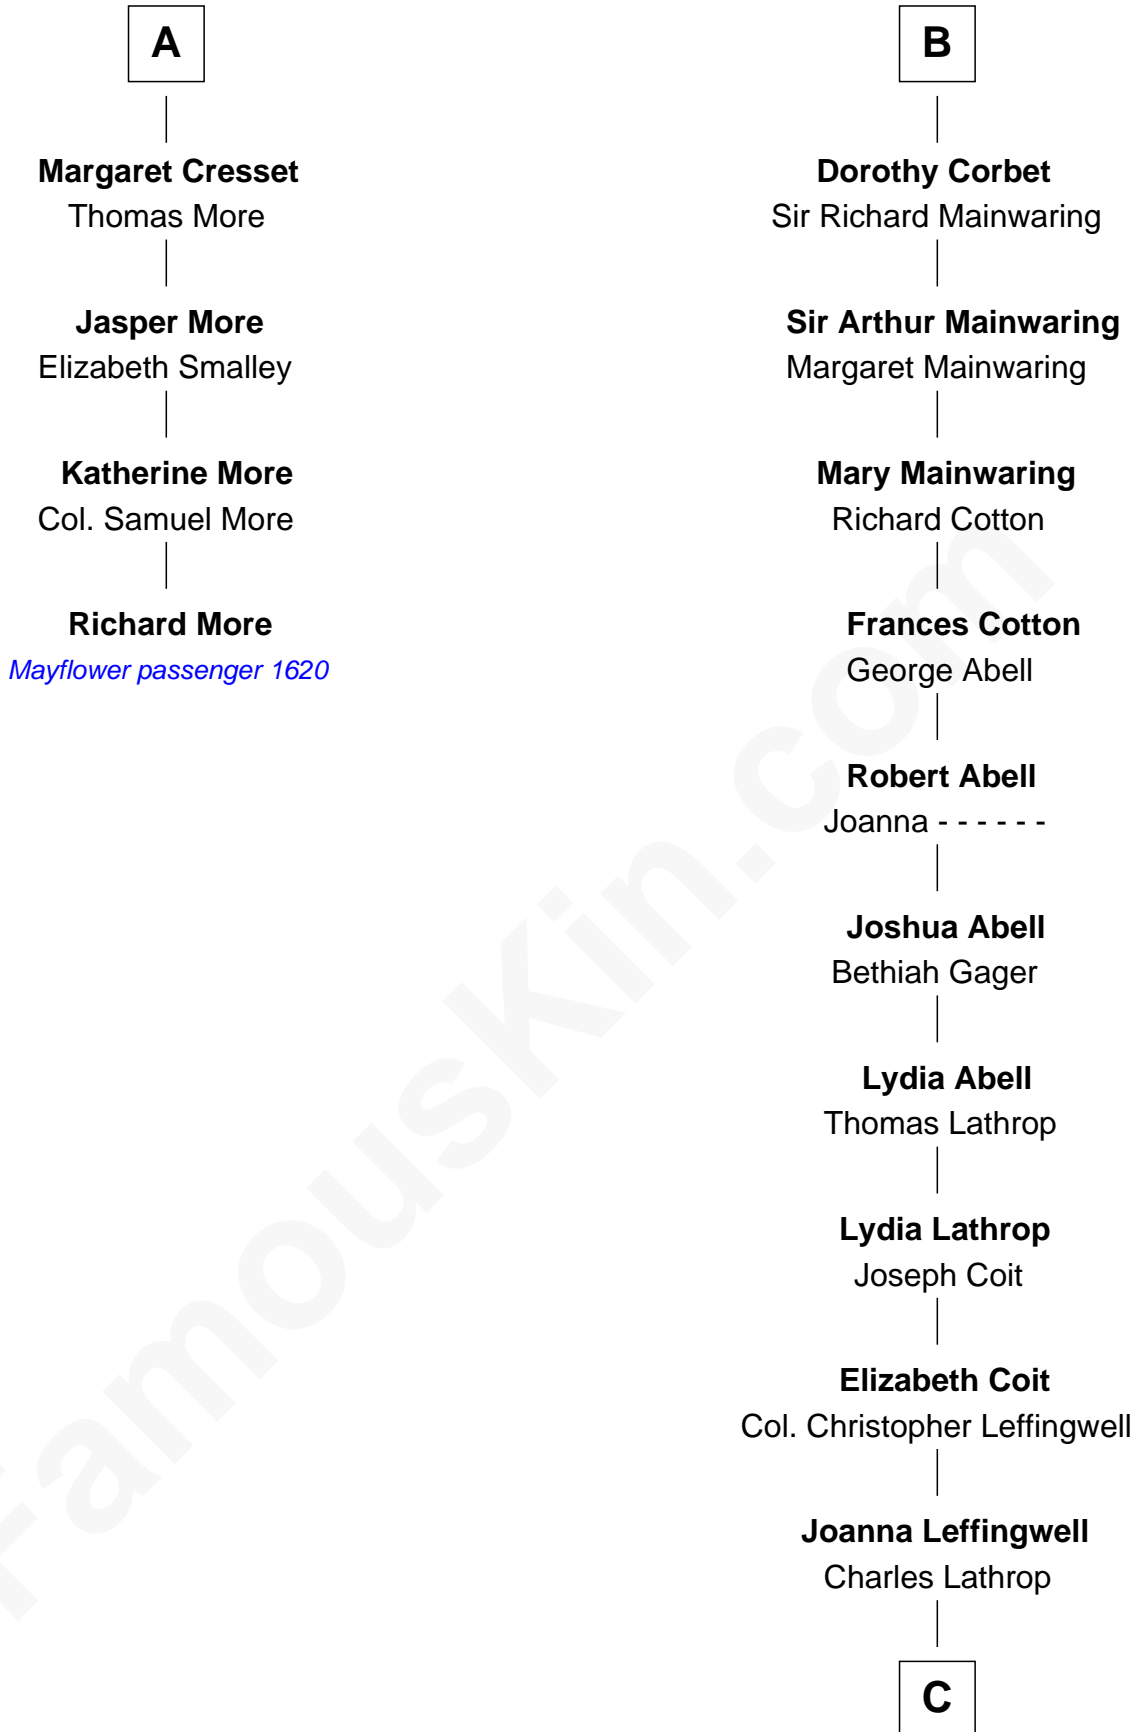 A
Margaret Cresset
Thomas More
Jasper More
Elizabeth Smalley
Katherine More
Col. Samuel More
Richard More
Mayflower passenger 1620
B
Dorothy Corbet
Sir Richard Mainwaring
Sir Arthur Mainwaring
Margaret Mainwaring
Mary Mainwaring
Richard Cotton
Frances Cotton
George Abell
Robert Abell
Joanna - - - - - -
Joshua Abell
Bethiah Gager
Lydia Abell
Thomas Lathrop
Lydia Lathrop
Joseph Coit
Elizabeth Coit
Col. Christopher Leffingwell
Joanna Leffingwell
Charles Lathrop
C
FamousKin.com